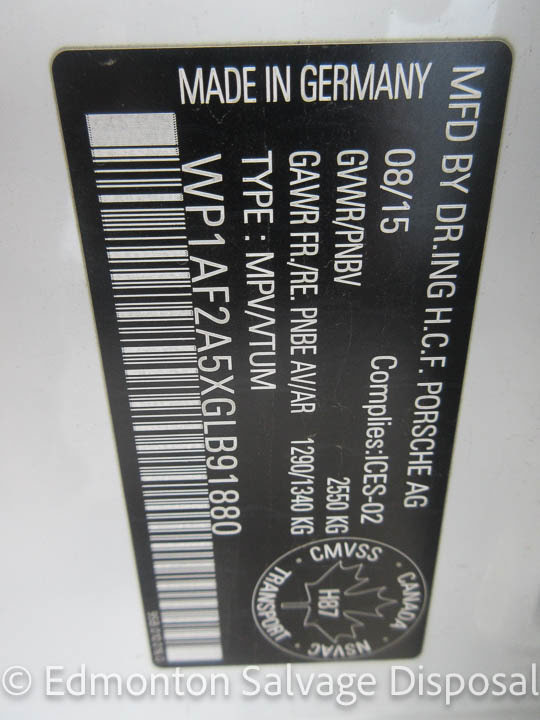 MFD BY DR.ING H.C.F. PORSCHE AG
MADE IN GERMANY
08/15 Complies:ICES-02
GVWR/PNBV 2550 KG
GAWR FR./RE. PNBE AV/AR 1290/1340 KG
TYPE : MPV/VTUM
WP1AF2A5XGLB91880
CANADA
CMVSS
H87
NSVAC
TRANSPORT
© Edmonton Salvage Disposal